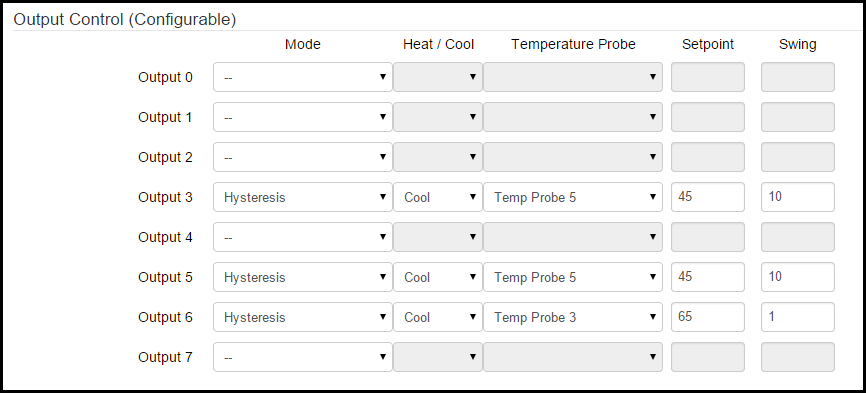 Output Control (Configurable)
Mode Heat / Cool Temperature Probe Setpoint Swing
Output 0 --
Output 1 --
Output 2 --
Output 3 Hysteresis Cool Temp Probe 5 45 10
Output 4 --
Output 5 Hysteresis Cool Temp Probe 5 45 10
Output 6 Hysteresis Cool Temp Probe 3 65 1
Output 7 --